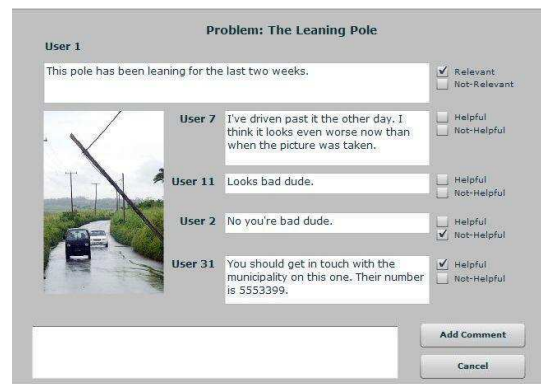 Problem: The Leaning Pole
User 1
This pole has been leaning for the last two weeks.
Relevant
Not-Relevant
User 7
I've driven past it the other day. I
think it looks even worse now than
when the picture was taken.
Helpful
Not-Helpful
User 11
Looks bad dude.
Helpful
Not-Helpful
User 2
No you're bad dude.
Helpful
Not-Helpful
User 31
You should get in touch with the
municipality on this one. Their number
is 5553399.
Helpful
Not-Helpful
Add Comment
Cancel